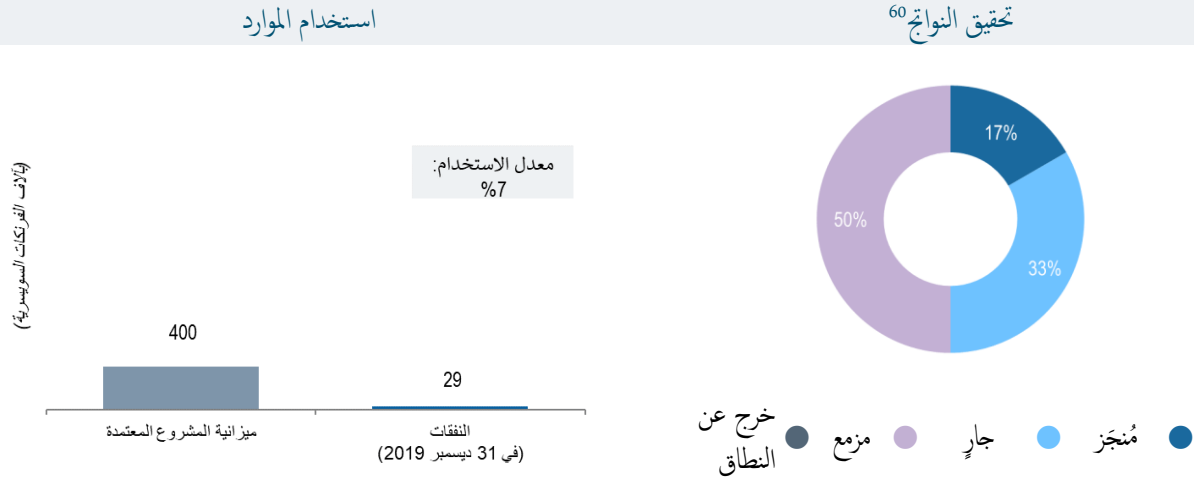 تحقيق النواتج60
17%
33%
50%
مُنجَز
جارٍ
مزمع
خرج عن
النطاق
استخدام الموارد
(بآلاف الفرنكات السويسرية)
معدل الاستخدام:
7%
400
29
ميزانية المشروع المعتمدة
النفقات
(في 31 ديسمبر 2019)